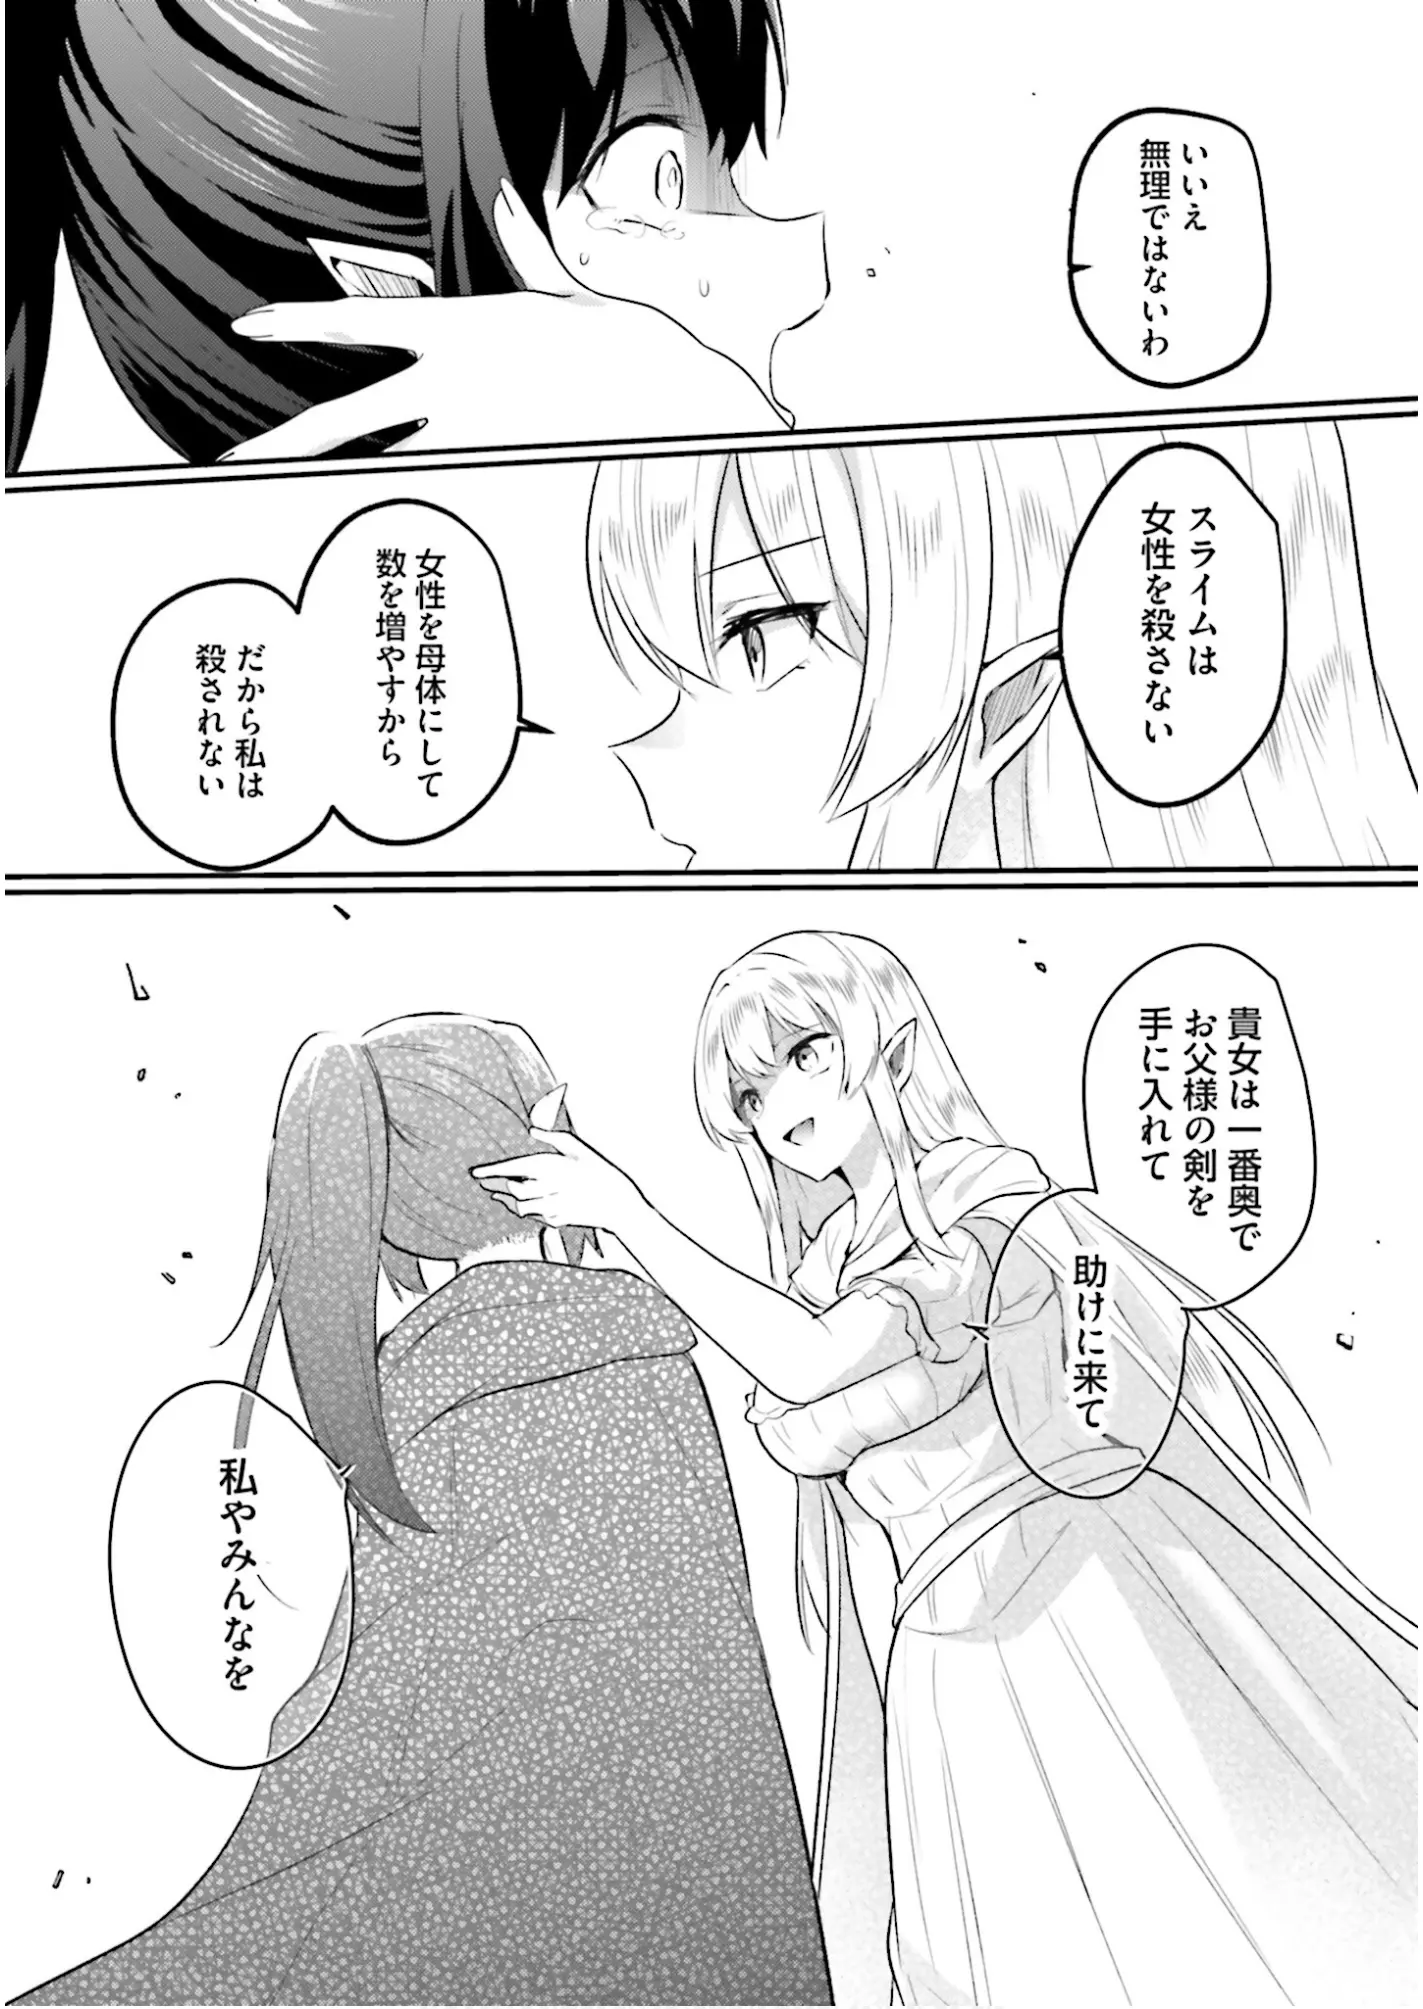 いいえ
無理ではないわ
スライムは
女性を殺さない
女性を母体にして
数を増やすから
だから私は
殺されない
貴女は一番奥で
お父様の剣を
手に入れて
助けに来て
私やみんなを